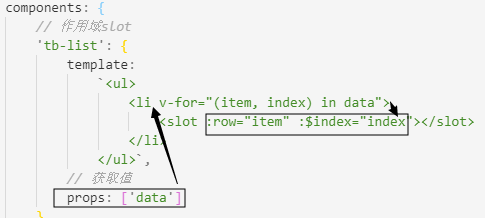 components: {
// 作用域slot
'tb-list': {
template:
`<ul>
<li v-for="(item, index) in data">
<slot :row="item" :$index="index"></slot>
</li>
</ul>`,
// 获取值
props: ['data']
}